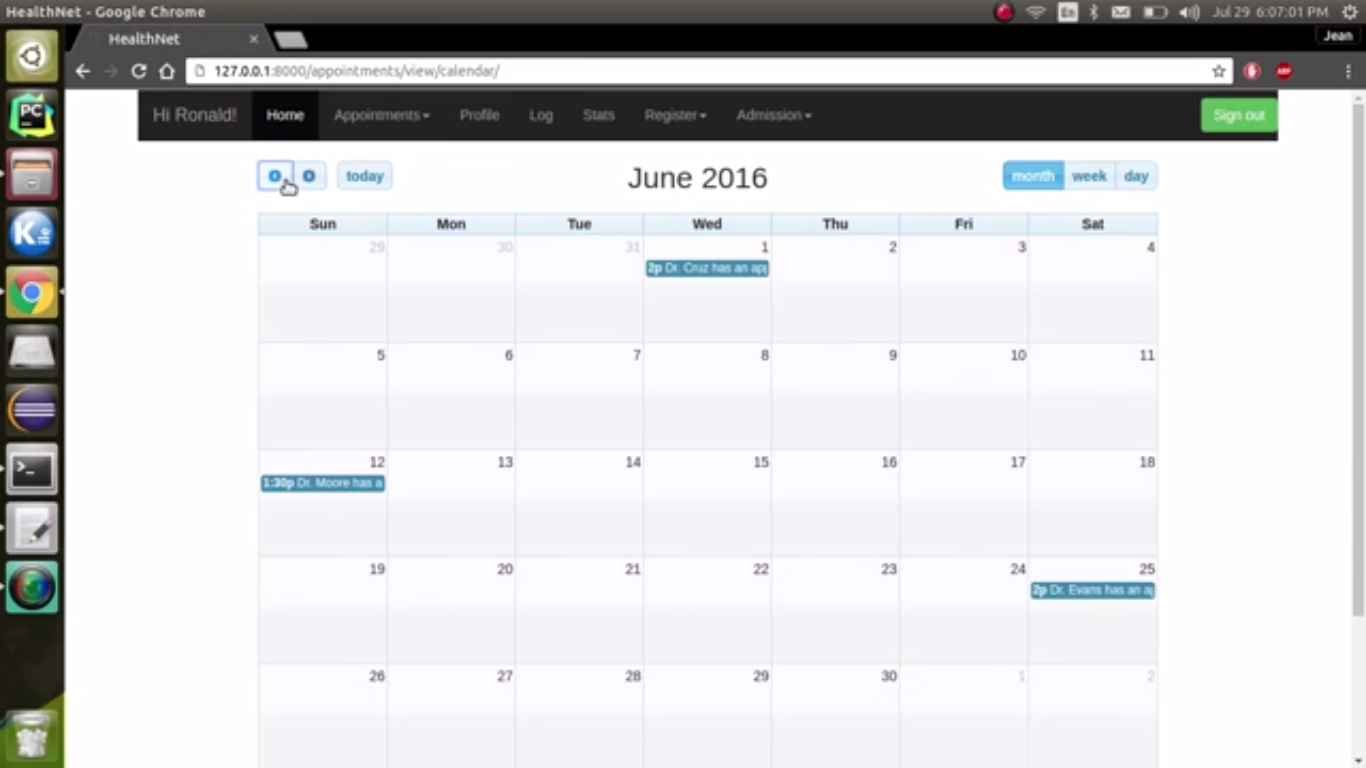 HealthNet - Google Chrome
En
Jul 29 6:07:01 PM
HealthNet
Jean
127.0.0.1:8000/appointments/view/calendar/
ABP
Hi Ronald!
Home
Appointments
Profile
Log
Stats
Register
Admission
Sign out
today
June 2016
month
week
day
Sun Mon Tue Wed Thu Fri Sat
29 30 31 1 2 3 4
2p Dr. Cruz has an app
5 6 7 8 9 10 11
12 13 14 15 16 17 18
1:30p Dr. Moore has a
19 20 21 22 23 24 25
2p Dr. Evans has an a
26 27 28 29 30 1 2
PC
K
>_